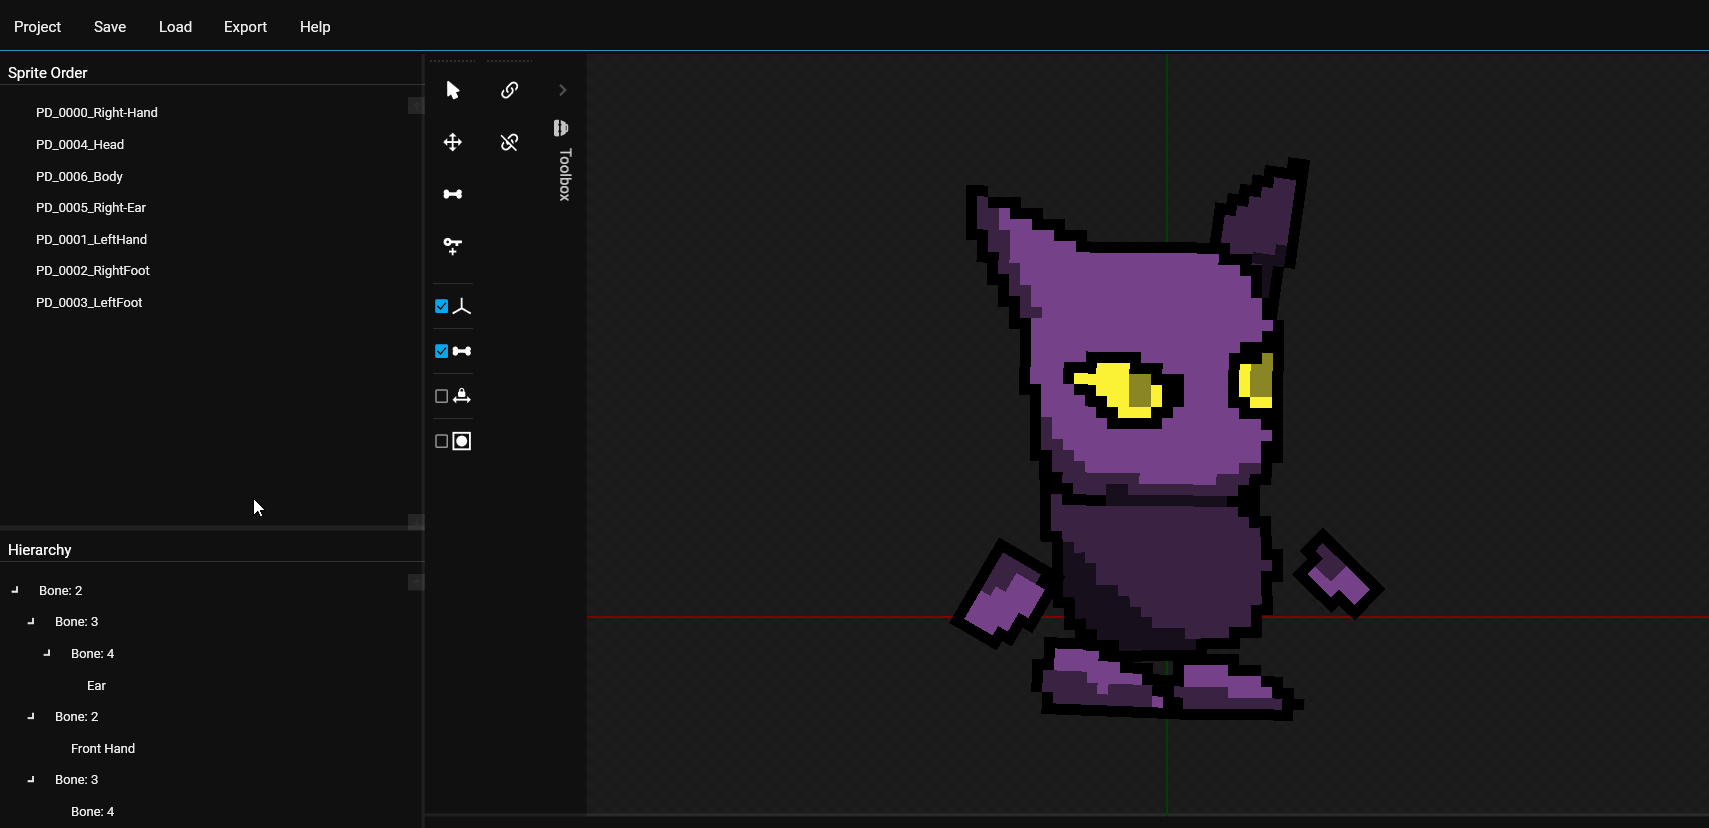 Project Save Load Export Help
Sprite Order
PD_0000_Right-Hand
PD_0004_Head
PD_0006_Body
PD_0005_Right-Ear
PD_0001_LeftHand
PD_0002_RightFoot
PD_0003_LeftFoot
Toolbox
Hierarchy
Bone: 2
Bone: 3
Bone: 4
Ear
Bone: 2
Front Hand
Bone: 3
Bone: 4